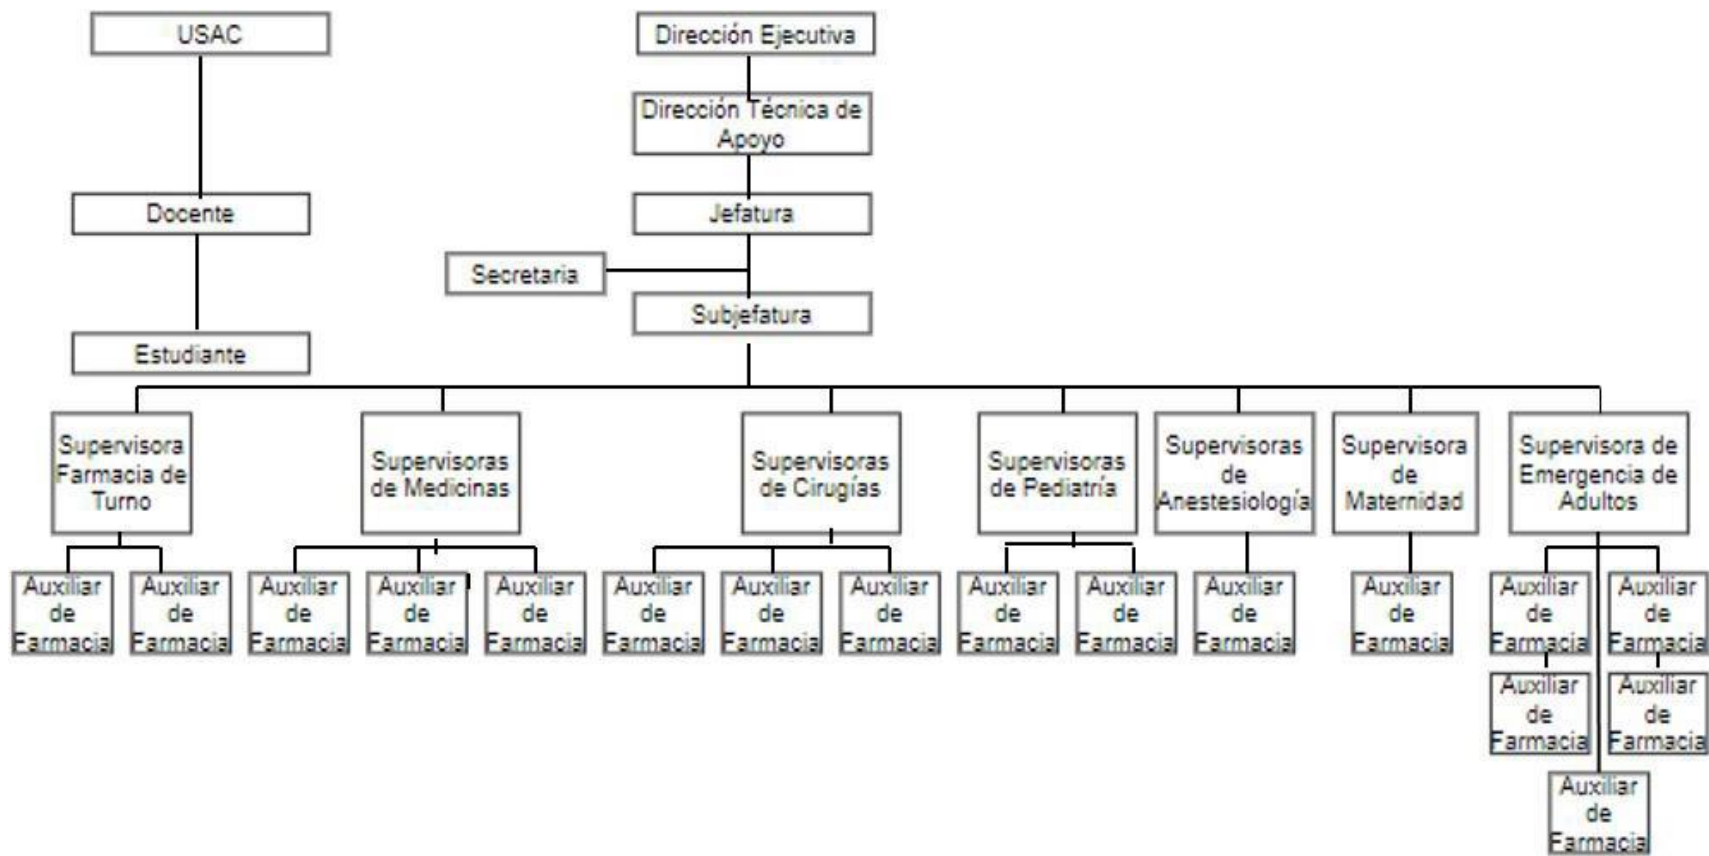 USAC
Dirección Ejecutiva
Dirección Técnica de
Apoyo
Docente
Jefatura
Secretaria
Subjefatura
Estudiante
Supervisora
Farmacia de
Turno
Supervisoras
de Medicinas
Supervisoras
de Cirugías
Supervisoras
de Pediatría
Supervisoras
de
Anestesiología
Supervisora
de
Maternidad
Supervisora de
Emergencia de
Adultos
Auxiliar
de
Farmacia
Auxiliar
de
Farmacia
Auxiliar
de
Farmacia
Auxiliar
de
Farmacia
Auxiliar
de
Farmacia
Auxiliar
de
Farmacia
Auxiliar
de
Farmacia
Auxiliar
de
Farmacia
Auxiliar
de
Farmacia
Auxiliar
de
Farmacia
Auxiliar
de
Farmacia
Auxiliar
de
Farmacia
Auxiliar
de
Farmacia
Auxiliar
de
Farmacia
Auxiliar
de
Farmacia
Auxiliar
de
Farmacia
Auxiliar
de
Farmacia